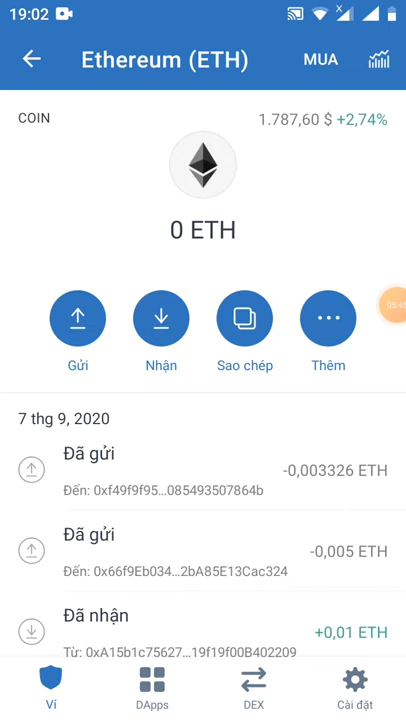 19:02
Ethereum (ETH)
MUA
COIN
1.787,60 $ +2,74%
0 ETH
Gửi
Nhận
Sao chép
Thêm
05:45
7 thg 9, 2020
Đã gửi
-0,003326 ETH
Đến: 0xf49f9f95...085493507864b
Đã gửi
-0,005 ETH
Đến: 0x66f9Eb034...2bA85E13Cac324
Đã nhận
+0,01 ETH
Từ: 0xA15b1c75627...19f19f00B402209
Ví
DApps
DEX
Cài đặt